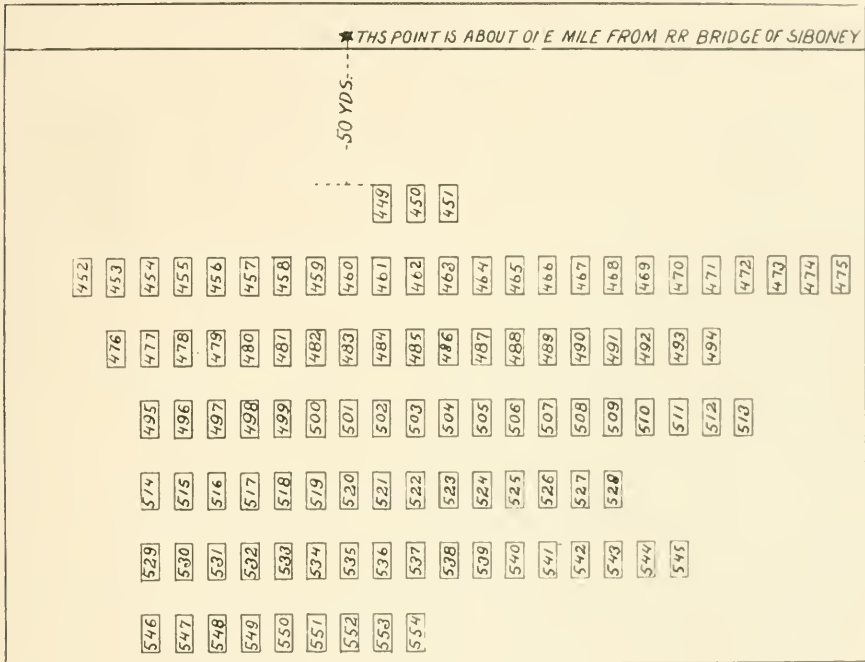 THS POINT IS ABOUT OI E MILE FROM RR BRIDGE OF SIBONEY
50 YDS.
449 450 451
452 453 454 455 456 457 458 459 460 461 462 463 464 465 466 467 468 469 470 471 472 473 474 475
476 477 478 479 480 481 482 483 484 485 486 487 488 489 490 491 492 493 494
495 496 497 498 499 500 501 502 503 504 505 506 507 508 509 510 511 512 513
514 515 516 517 518 519 520 521 522 523 524 525 526 527 528
529 530 531 532 533 534 535 536 537 538 539 540 541 542 543 544 545
546 547 548 549 550 551 552 553 554